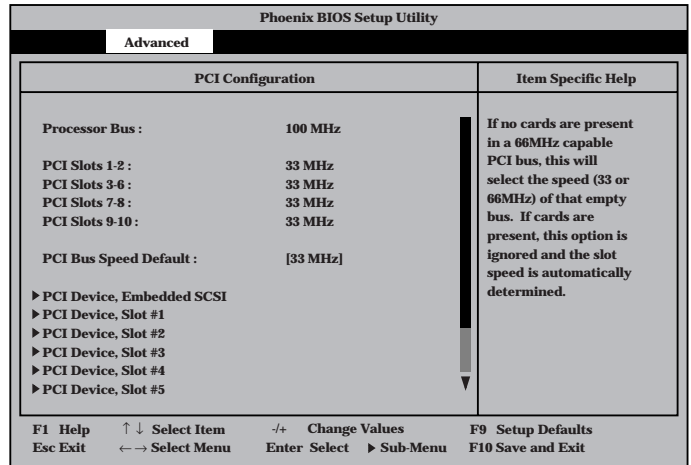 Phoenix BIOS Setup Utility
Advanced
PCI Configuration
Item Specific Help
Processor Bus : 100 MHz
PCI Slots 1-2 : 33 MHz
PCI Slots 3-6 : 33 MHz
PCI Slots 7-8 : 33 MHz
PCI Slots 9-10 : 33 MHz
PCI Bus Speed Default : [33 MHz]
▶ PCI Device, Embedded SCSI
▶ PCI Device, Slot #1
▶ PCI Device, Slot #2
▶ PCI Device, Slot #3
▶ PCI Device, Slot #4
▶ PCI Device, Slot #5
If no cards are present
in a 66MHz capable
PCI bus, this will
select the speed (33 or
66MHz) of that empty
bus. If cards are
present, this option is
ignored and the slot
speed is automatically
determined.
F1 Help ↑↓ Select Item -/+ Change Values F9 Setup Defaults
Esc Exit ←→ Select Menu Enter Select ▶ Sub-Menu F10 Save and Exit